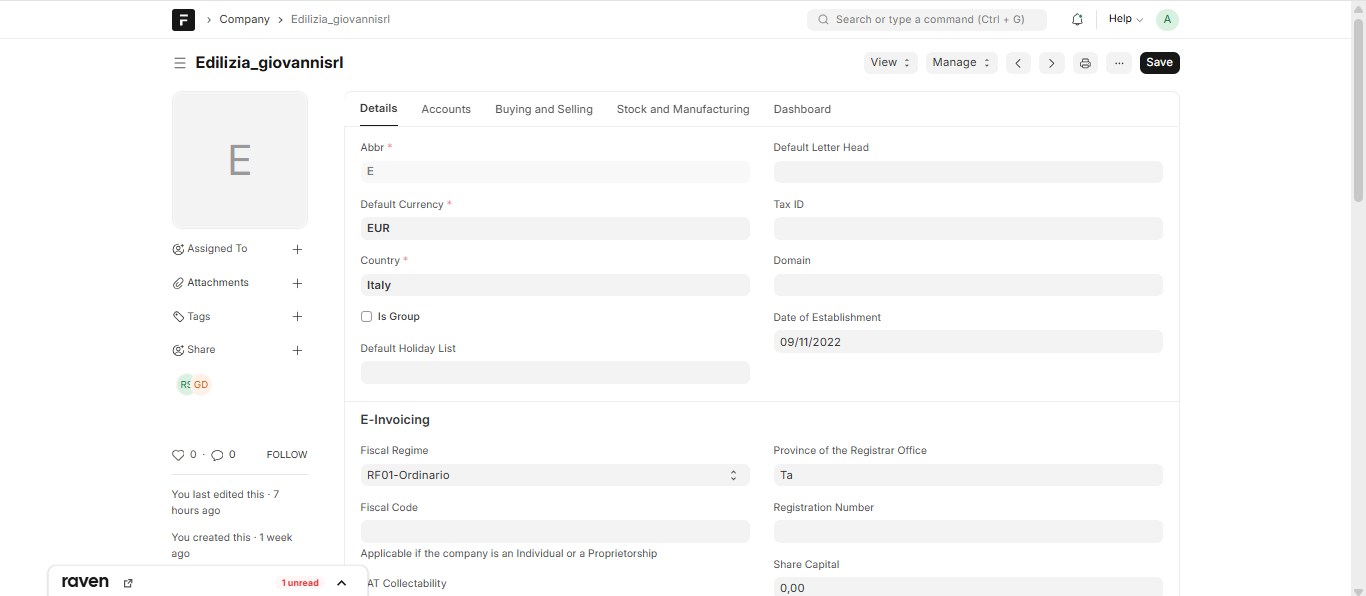 Company
Edilizia_giovannisrl
Search or type a command (Ctrl + G)
Help
A
Edilizia_giovannisrl
View
Manage
...
Save
E
Assigned To
Attachments
Tags
Share
RS GD
0 · 0 FOLLOW
You last edited this · 7
hours ago
You created this · 1 week
ago
Details
Accounts
Buying and Selling
Stock and Manufacturing
Dashboard
Abbr *
E
Default Currency *
EUR
Country *
Italy
Is Group
Default Holiday List
Default Letter Head
Tax ID
Domain
Date of Establishment
09/11/2022
E-Invoicing
Fiscal Regime
RF01-Ordinario
Fiscal Code
Applicable if the company is an Individual or a Proprietorship
AT Collectability
Province of the Registrar Office
Ta
Registration Number
Share Capital
0,00
raven
1 unread